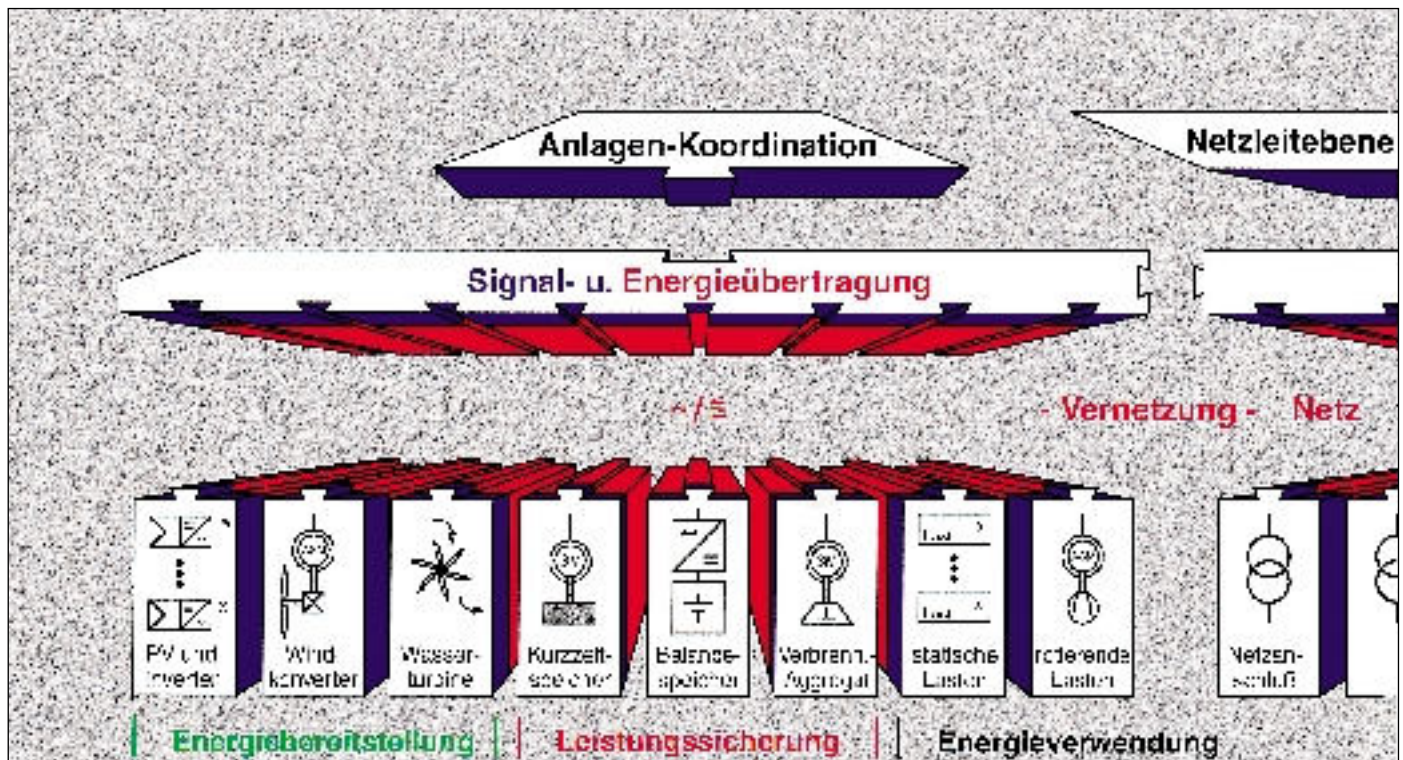 Anlagen-Koordination
Netzleitebene
Signal- u. Energieübertragung
- Vernetzung - Netz
PV und
Inverter
Wind-
konverter
Wasser-
turbine
Kurzzeit-
speicher
Balance-
speicher
Verbrenn.-
Aggregat
statische
Lasten
rotierende
Lasten
Netzan-
schluß
Energiebereitstellung
Leistungssicherung
Energieverwendung